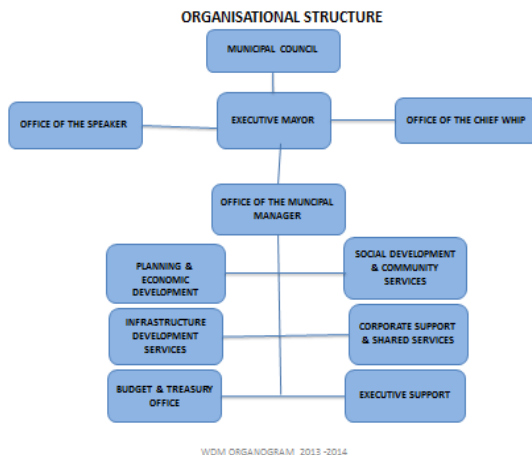 ORGANISATIONAL STRUCTURE
MUNICIPAL COUNCIL
OFFICE OF THE SPEAKER
EXECUTIVE MAYOR
OFFICE OF THE CHIEF WHIP
OFFICE OF THE MUNCIPAL
MANAGER
PLANNING &
ECONOMIC
DEVELOPMENT
SOCIAL DEVELOPMENT
& COMMUNITY
SERVICES
INFRASTRUCTURE
DEVELOPMENT
SERVICES
CORPORATE SUPPORT
& SHARED SERVICES
BUDGET & TREASURY
OFFICE
EXECUTIVE SUPPORT
WDM ORGANOGRAM 2013 -2014